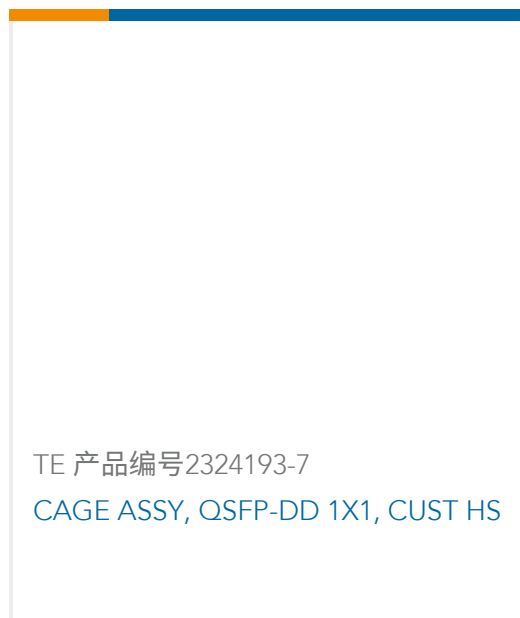 TE 产品编号2324193-7
CAGE ASSY, QSFP-DD 1X1, CUST HS